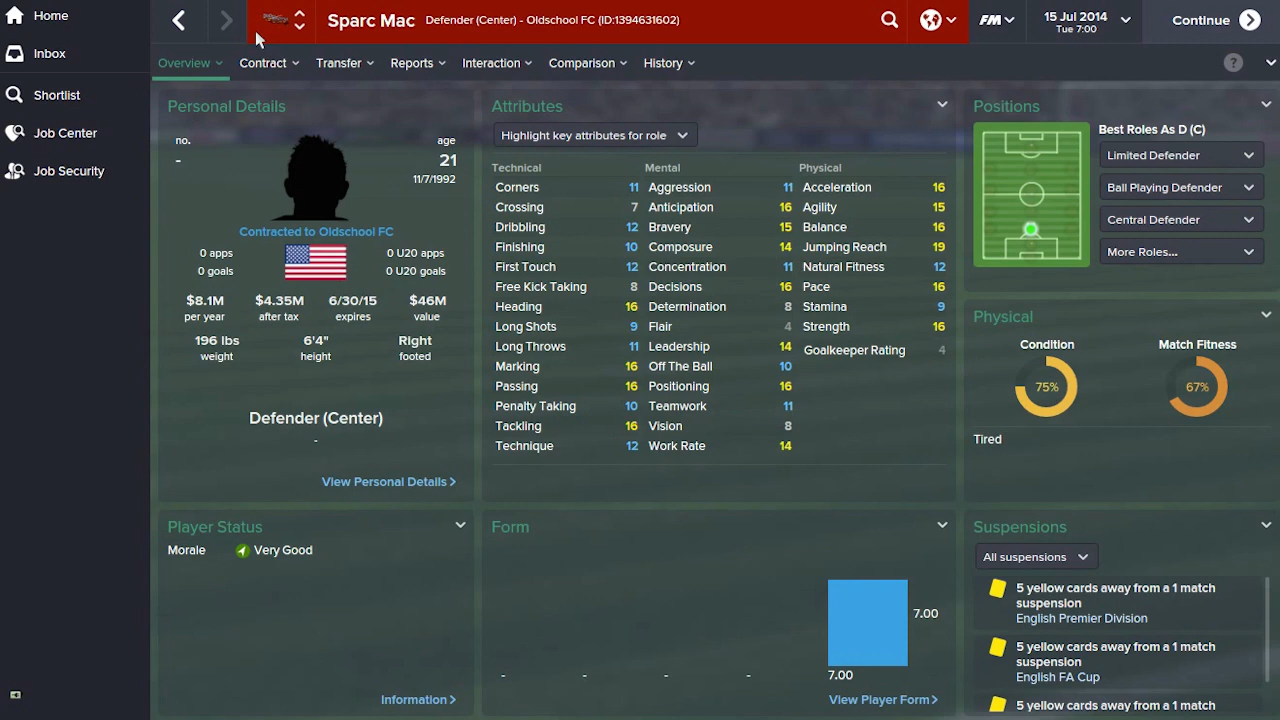 Home
Inbox
Shortlist
Job Center
Job Security
Sparc Mac
Defender (Center) - Oldschool FC (ID:1394631602)
FM
15 Jul 2014
Tue 7:00
Continue
Overview
Contract
Transfer
Reports
Interaction
Comparison
History
?
Personal Details
no.
-
age
21
11/7/1992
Contracted to Oldschool FC
0 apps
0 goals
0 U20 apps
0 U20 goals
$8.1M
per year
$4.35M
after tax
6/30/15
expires
$46M
value
196 lbs
weight
6'4"
height
Right
footed
Defender (Center)
-
View Personal Details >
Attributes
Highlight key attributes for role
Technical Mental Physical
Corners 11 Aggression 11 Acceleration 16
Crossing 7 Anticipation 16 Agility 15
Dribbling 12 Bravery 15 Balance 16
Finishing 10 Composure 14 Jumping Reach 19
First Touch 12 Concentration 11 Natural Fitness 12
Free Kick Taking 8 Decisions 16 Pace 16
Heading 16 Determination 8 Stamina 9
Long Shots 9 Flair 4 Strength 16
Long Throws 11 Leadership 14 Goalkeeper Rating 4
Marking 16 Off The Ball 10
Passing 16 Positioning 16
Penalty Taking 10 Teamwork 11
Tackling 16 Vision 8
Technique 12 Work Rate 14
Positions
Best Roles As D (C)
Limited Defender
Ball Playing Defender
Central Defender
More Roles...
Physical
Condition
75%
Match Fitness
67%
Tired
Player Status
Morale Very Good
Information >
Form
7.00
- - - - 7.00
View Player Form >
Suspensions
All suspensions
5 yellow cards away from a 1 match
suspension
English Premier Division
5 yellow cards away from a 1 match
suspension
English FA Cup
5 yellow cards away from a 1 match